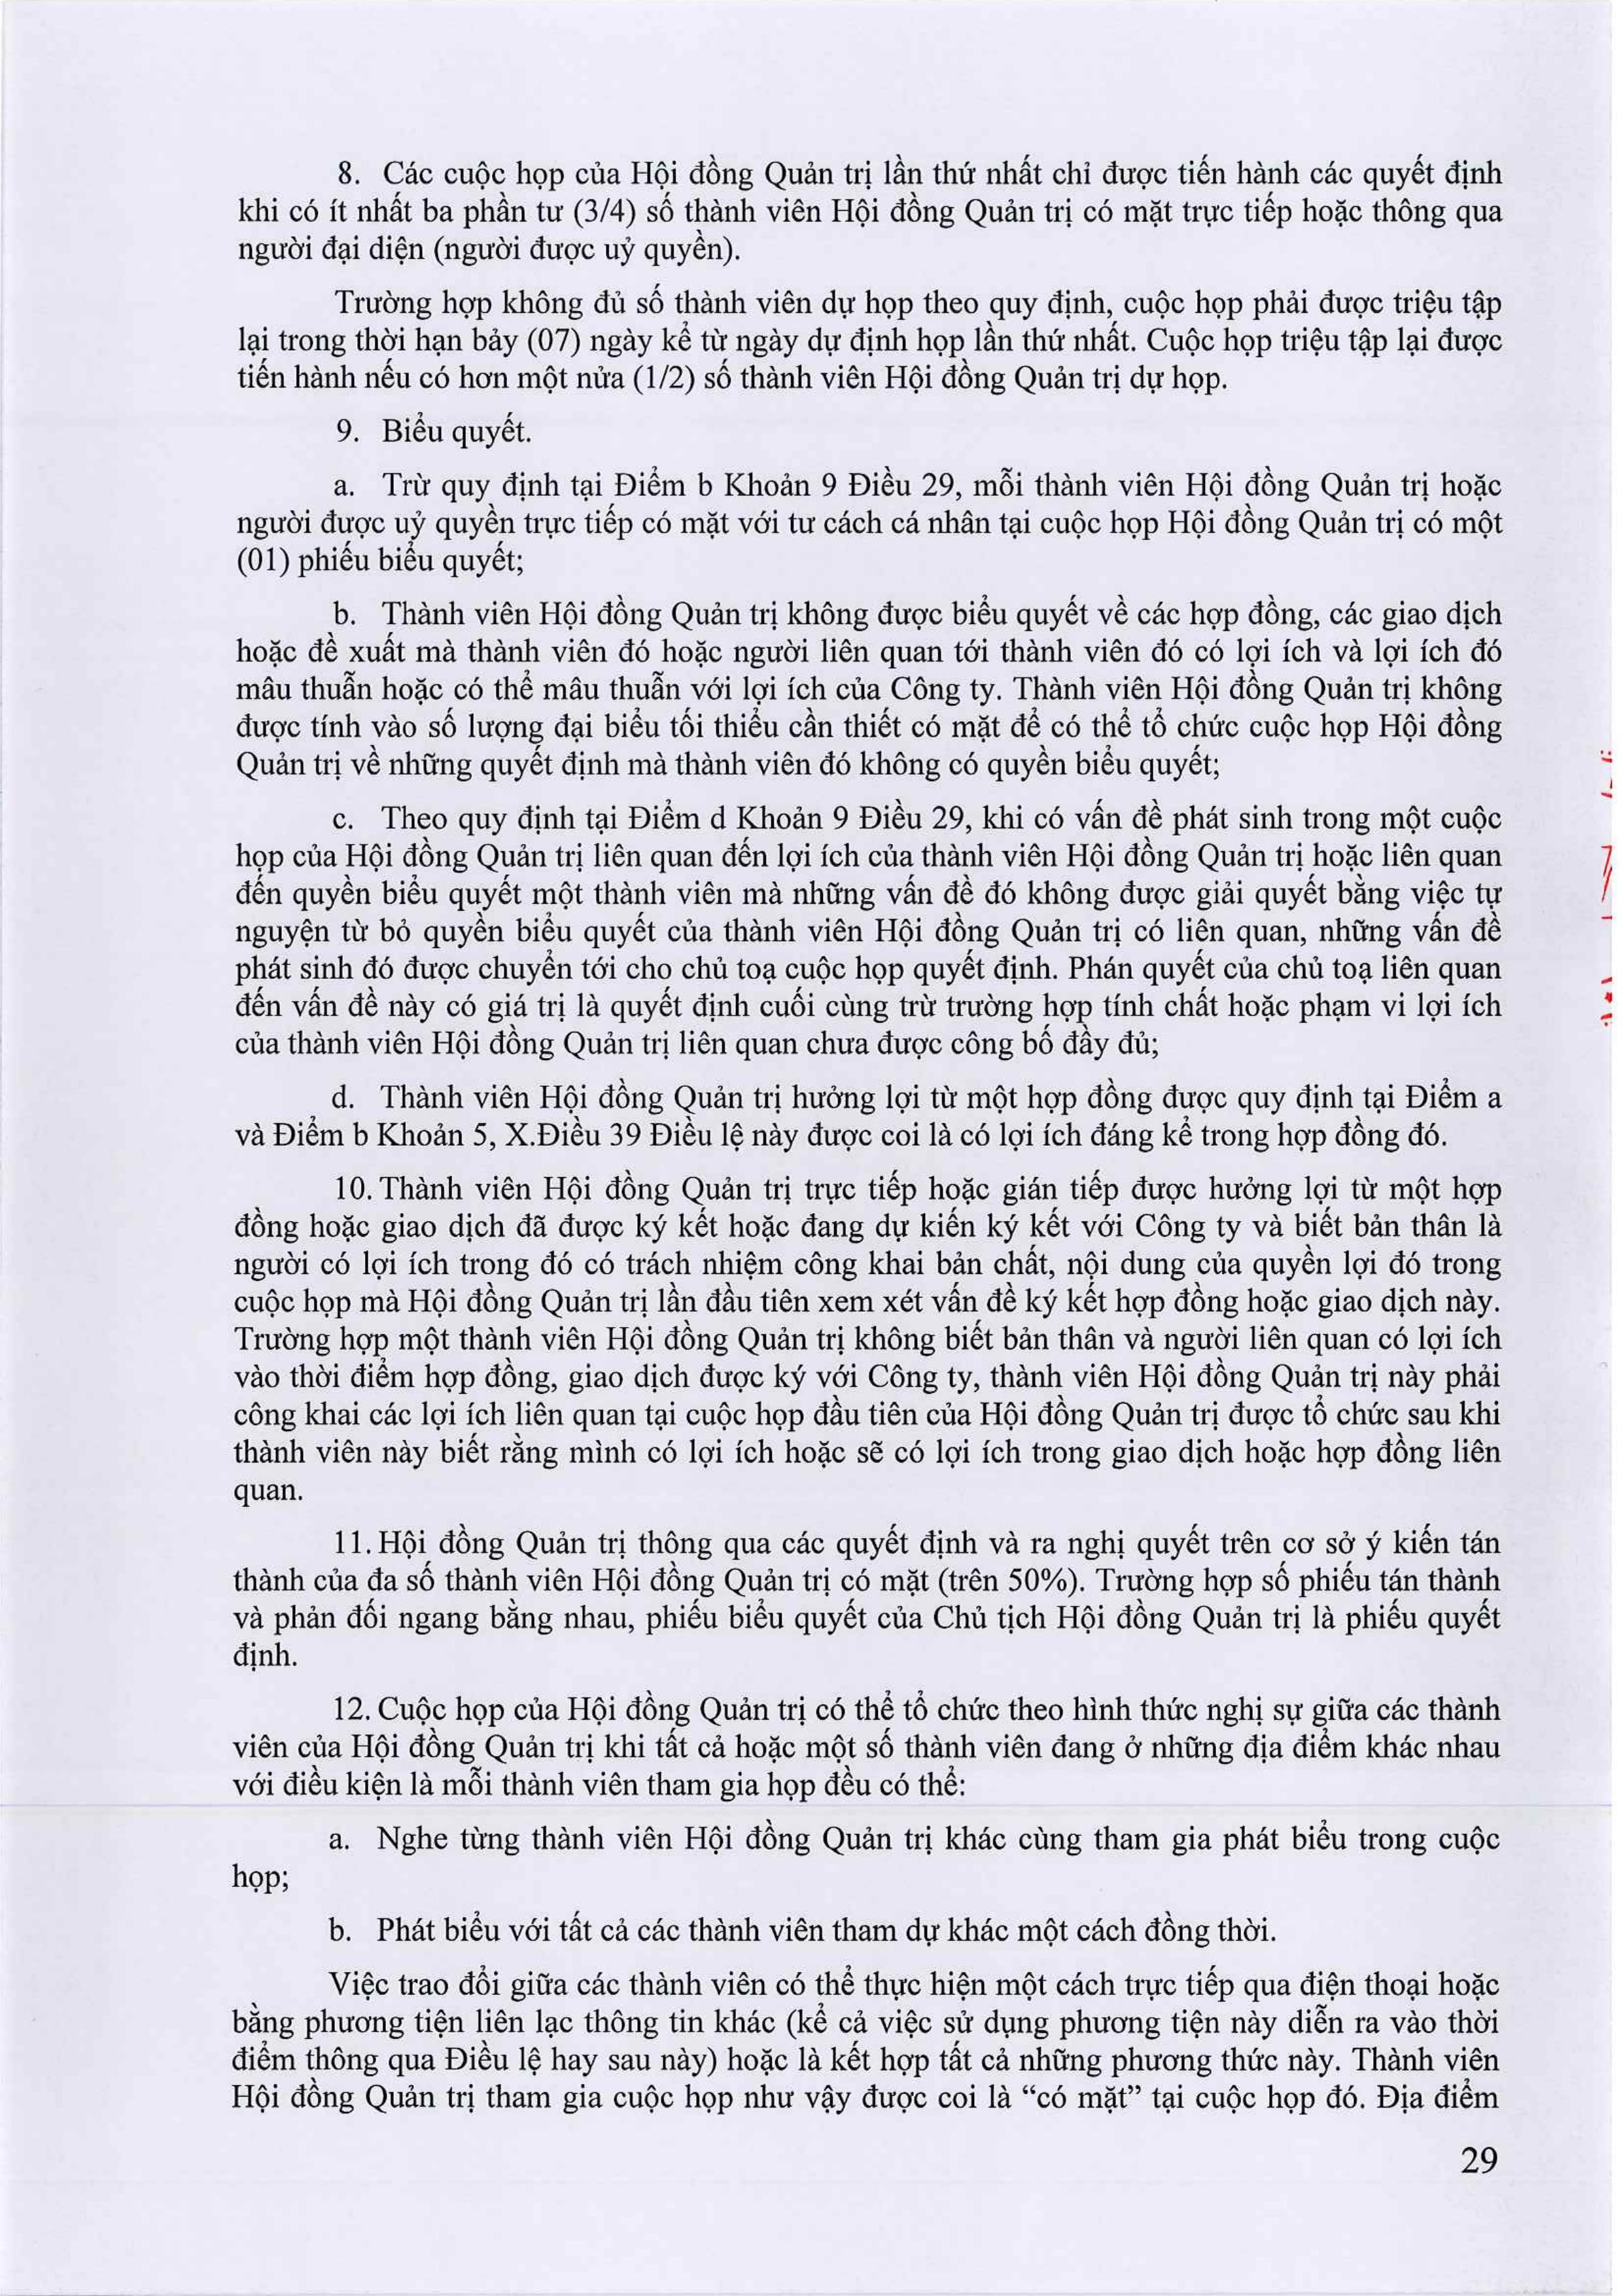 8. Các cuộc họp của Hội đồng Quản trị lần thứ nhất chỉ được tiến hành các quyết định
khi có ít nhất ba phần tư (3/4) số thành viên Hội đồng Quản trị có mặt trực tiếp hoặc thông qua
người đại diện (người được uỷ quyền).
Trường hợp không đủ số thành viên dự họp theo quy định, cuộc họp phải được triệu tập
lại trong thời hạn bảy (07) ngày kể từ ngày dự định họp lần thứ nhất. Cuộc họp triệu tập lại được
tiến hành nếu có hơn một nửa (1/2) số thành viên Hội đồng Quản trị dự họp.
9. Biểu quyết.
a. Trừ quy định tại Điểm b Khoản 9 Điều 29, mỗi thành viên Hội đồng Quản trị hoặc
người được uỷ quyền trực tiếp có mặt với tư cách cá nhân tại cuộc họp Hội đồng Quản trị có một
(01) phiếu biểu quyết;
b. Thành viên Hội đồng Quản trị không được biểu quyết về các hợp đồng, các giao dịch
hoặc đề xuất mà thành viên đó hoặc người liên quan tới thành viên đó có lợi ích và lợi ích đó
mâu thuẫn hoặc có thể mâu thuẫn với lợi ích của Công ty. Thành viên Hội đồng Quản trị không
được tính vào số lượng đại biểu tối thiểu cần thiết có mặt để có thể tổ chức cuộc họp Hội đồng
Quản trị về những quyết định mà thành viên đó không có quyền biểu quyết;
c. Theo quy định tại Điểm d Khoản 9 Điều 29, khi có vấn đề phát sinh trong một cuộc
họp của Hội đồng Quản trị liên quan đến lợi ích của thành viên Hội đồng Quản trị hoặc liên quan
đến quyền biểu quyết một thành viên mà những vấn đề đó không được giải quyết bằng việc tự
nguyện từ bỏ quyền biểu quyết của thành viên Hội đồng Quản trị có liên quan, những vấn đề
phát sinh đó được chuyển tới cho chủ toạ cuộc họp quyết định. Phán quyết của chủ toạ liên quan
đến vấn đề này có giá trị là quyết định cuối cùng trừ trường hợp tính chất hoặc phạm vi lợi ích
của thành viên Hội đồng Quản trị liên quan chưa được công bố đầy đủ;
d. Thành viên Hội đồng Quản trị hưởng lợi từ một hợp đồng được quy định tại Điểm a
và Điểm b Khoản 5, X.Điều 39 Điều lệ này được coi là có lợi ích đáng kể trong hợp đồng đó.
10. Thành viên Hội đồng Quản trị trực tiếp hoặc gián tiếp được hưởng lợi từ một hợp
đồng hoặc giao dịch đã được ký kết hoặc đang dự kiến ký kết với Công ty và biết bản thân là
người có lợi ích trong đó có trách nhiệm công khai bản chất, nội dung của quyền lợi đó trong
cuộc họp mà Hội đồng Quản trị lần đầu tiên xem xét vấn đề ký kết hợp đồng hoặc giao dịch này.
Trường hợp một thành viên Hội đồng Quản trị không biết bản thân và người liên quan có lợi ích
vào thời điểm hợp đồng, giao dịch được ký với Công ty, thành viên Hội đồng Quản trị này phải
công khai các lợi ích liên quan tại cuộc họp đầu tiên của Hội đồng Quản trị được tổ chức sau khi
thành viên này biết rằng mình có lợi ích hoặc sẽ có lợi ích trong giao dịch hoặc hợp đồng liên
quan.
11. Hội đồng Quản trị thông qua các quyết định và ra nghị quyết trên cơ sở ý kiến tán
thành của đa số thành viên Hội đồng Quản trị có mặt (trên 50%). Trường hợp số phiếu tán thành
và phản đối ngang bằng nhau, phiếu biểu quyết của Chủ tịch Hội đồng Quản trị là phiếu quyết
định.
12. Cuộc họp của Hội đồng Quản trị có thể tổ chức theo hình thức nghị sự giữa các thành
viên của Hội đồng Quản trị khi tất cả hoặc một số thành viên đang ở những địa điểm khác nhau
với điều kiện là mỗi thành viên tham gia họp đều có thể:
a. Nghe từng thành viên Hội đồng Quản trị khác cùng tham gia phát biểu trong cuộc
họp;
b. Phát biểu với tất cả các thành viên tham dự khác một cách đồng thời.
Việc trao đổi giữa các thành viên có thể thực hiện một cách trực tiếp qua điện thoại hoặc
bằng phương tiện liên lạc thông tin khác (kể cả việc sử dụng phương tiện này diễn ra vào thời
điểm thông qua Điều lệ hay sau này) hoặc là kết hợp tất cả những phương thức này. Thành viên
Hội đồng Quản trị tham gia cuộc họp như vậy được coi là “có mặt” tại cuộc họp đó. Địa điểm
29